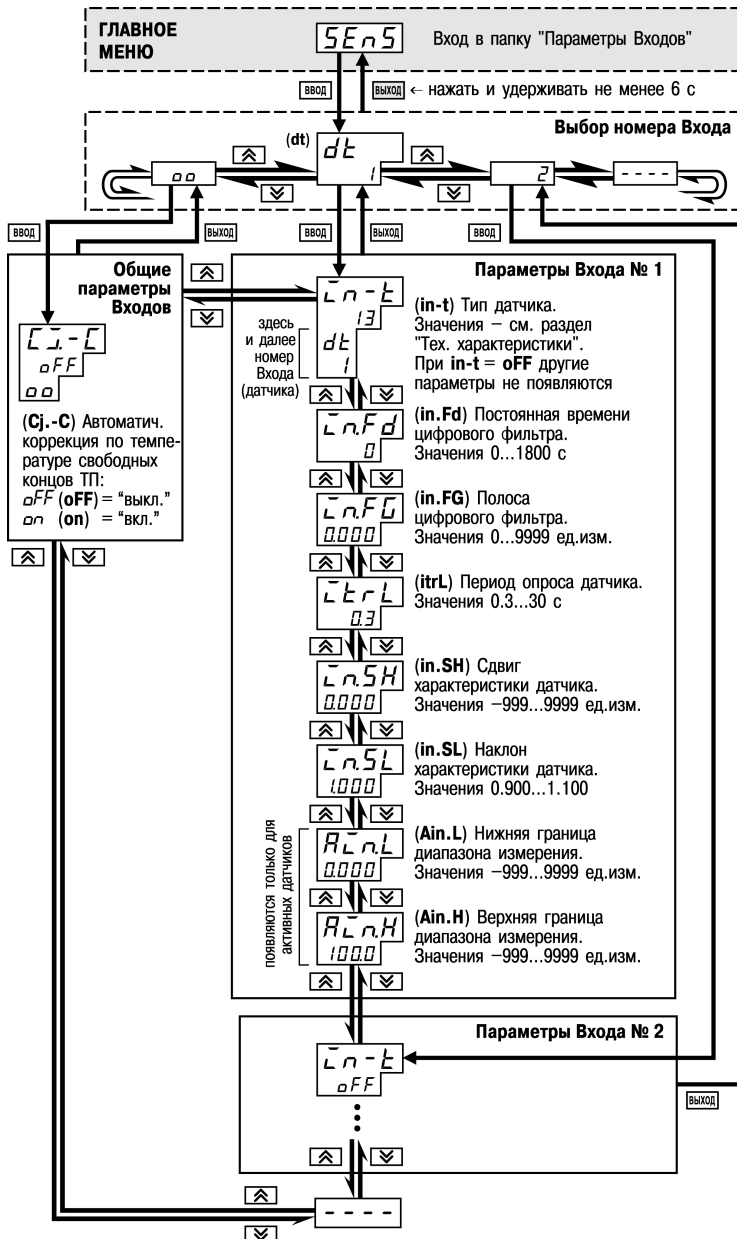 ГЛАВНОЕ
МЕНЮ
SEnS
Вход в папку "Параметры Входов"
ВВОД
ВЫХОД
← нажать и удерживать не менее 6 с
Выбор номера Входа
(dt)
dt
1
oo
2
- - - -
ВВОД
ВЫХОД
ВВОД
ВЫХОД
ВВОД
Общие
параметры
Входов
Cj.-C
oFF
oo
(Cj.-C) Автоматич.
коррекция по темпе-
ратуре свободных
концов ТП:
oFF (oFF) = “выкл.”
on (on) = “вкл.”
Параметры Входа № 1
in-t
13
dt
1
здесь
и далее
номер
Входа
(датчика)
(in-t) Тип датчика.
Значения – см. раздел
"Тех. характеристики".
При in-t = oFF другие
параметры не появляются
in.Fd
0
(in.Fd) Постоянная времени
цифрового фильтра.
Значения 0...1800 с
in.FG
0.000
(in.FG) Полоса
цифрового фильтра.
Значения 0...9999 ед.изм.
itrL
0.3
(itrL) Период опроса датчика.
Значения 0.3...30 с
in.SH
0.000
(in.SH) Сдвиг
характеристики датчика.
Значения –999...9999 ед.изм.
in.SL
1.000
(in.SL) Наклон
характеристики датчика.
Значения 0.900...1.100
появляются только для
активных датчиков
Ain.L
0.000
(Ain.L) Нижняя граница
диапазона измерения.
Значения –999...9999 ед.изм.
Ain.H
100.0
(Ain.H) Верхняя граница
диапазона измерения.
Значения –999...9999 ед.изм.
Параметры Входа № 2
in-t
oFF
ВЫХОД
- - - -